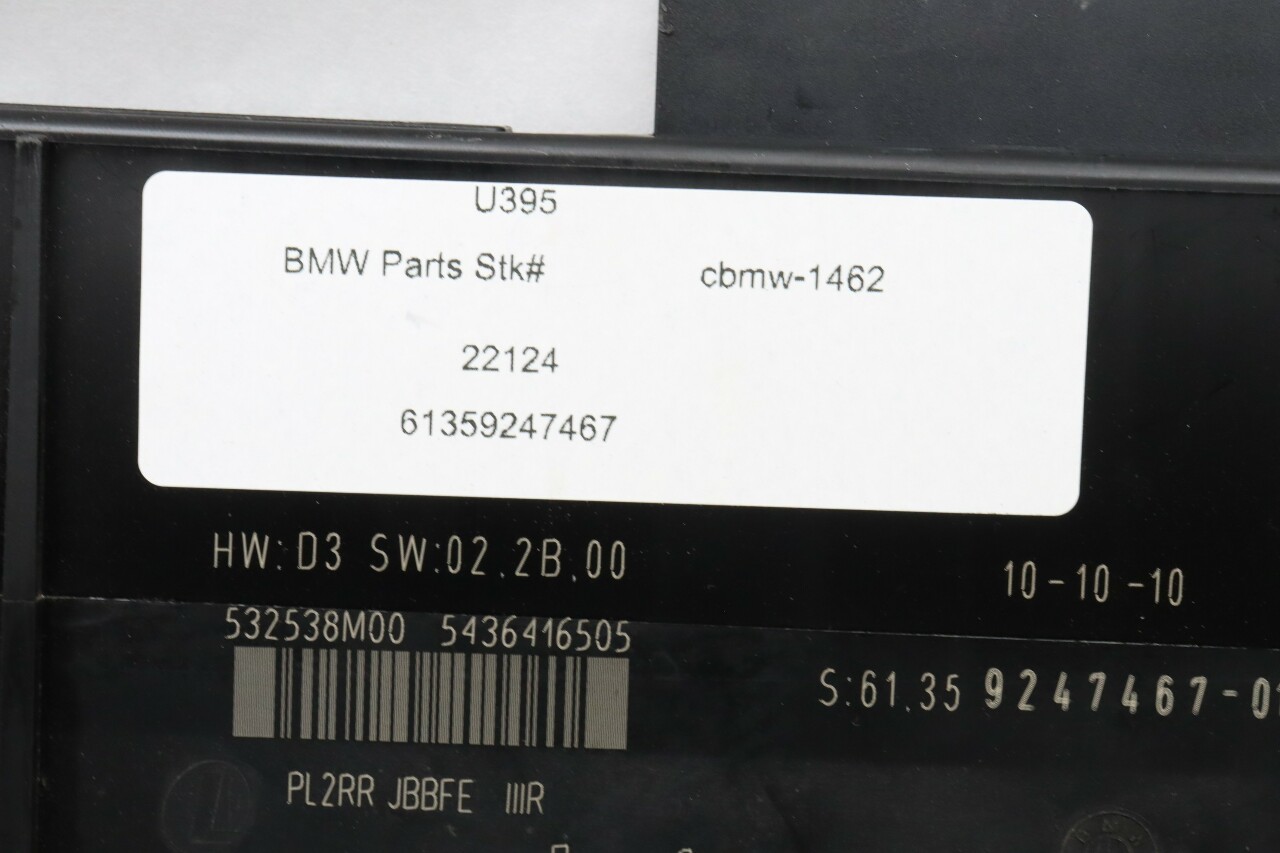 U395
BMW Parts Stk# cbmw-1462
22124
61359247467
HW: D3 SW:02.2B.00
10-10-10
532538M00 5436416505
S:61.35 9247467-0
PL2RR JBBFE IIIR